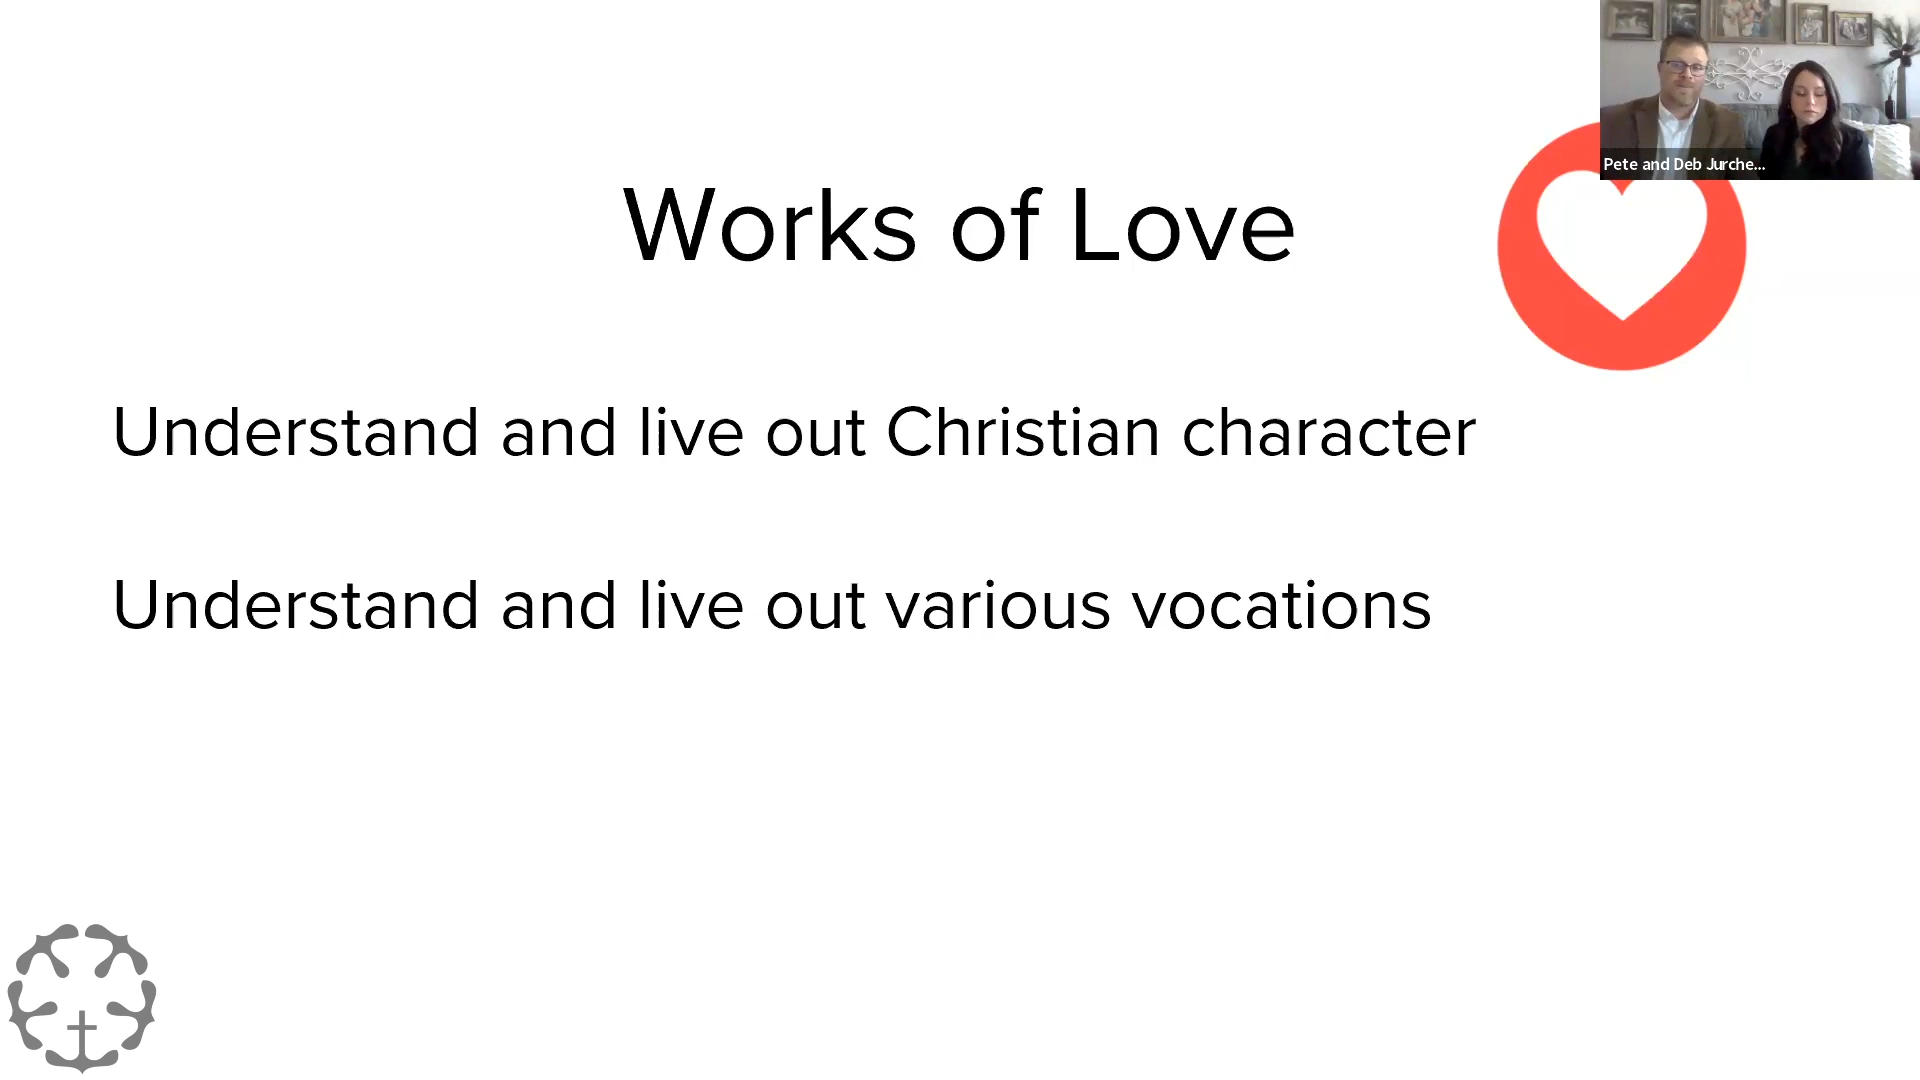 Works of Love
Pete and Deb Jurche...
Understand and live out Christian character
Understand and live out various vocations